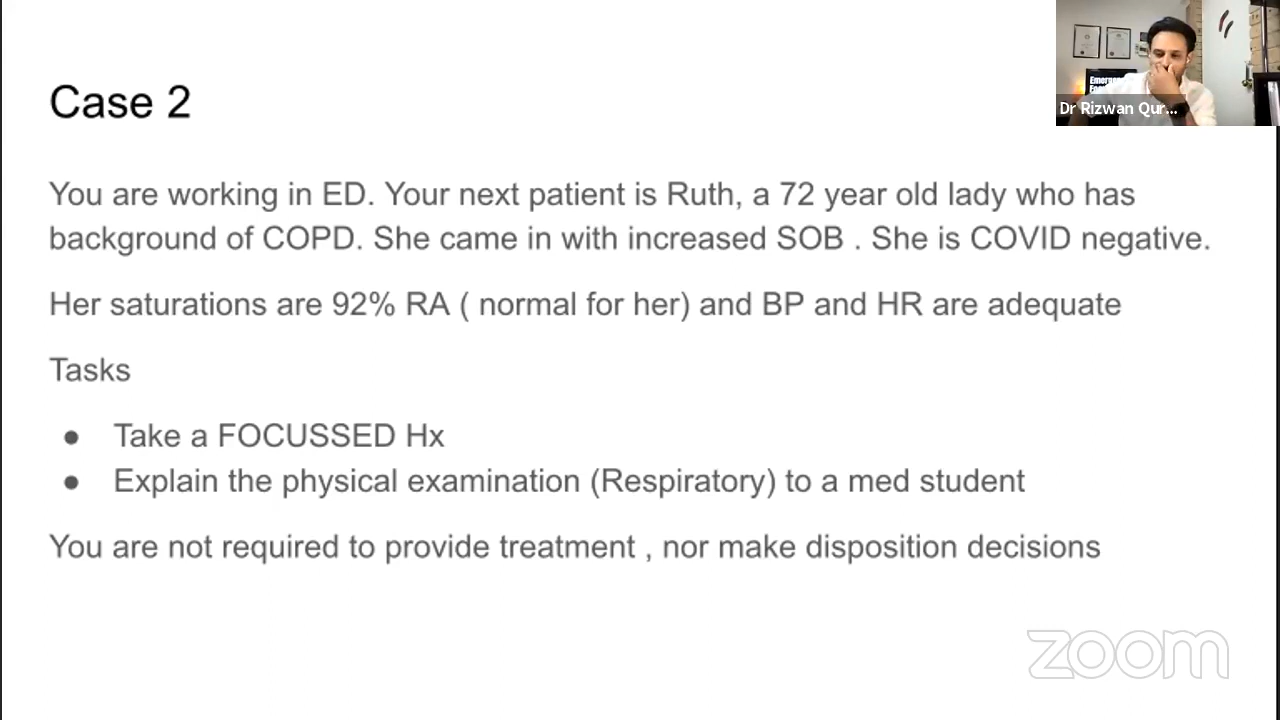 Case 2
You are working in ED. Your next patient is Ruth, a 72 year old lady who has
background of COPD. She came in with increased SOB . She is COVID negative.
Her saturations are 92% RA ( normal for her) and BP and HR are adequate
Tasks
● Take a FOCUSSED Hx
● Explain the physical examination (Respiratory) to a med student
You are not required to provide treatment , nor make disposition decisions
Dr Rizwan Qur...
zoom